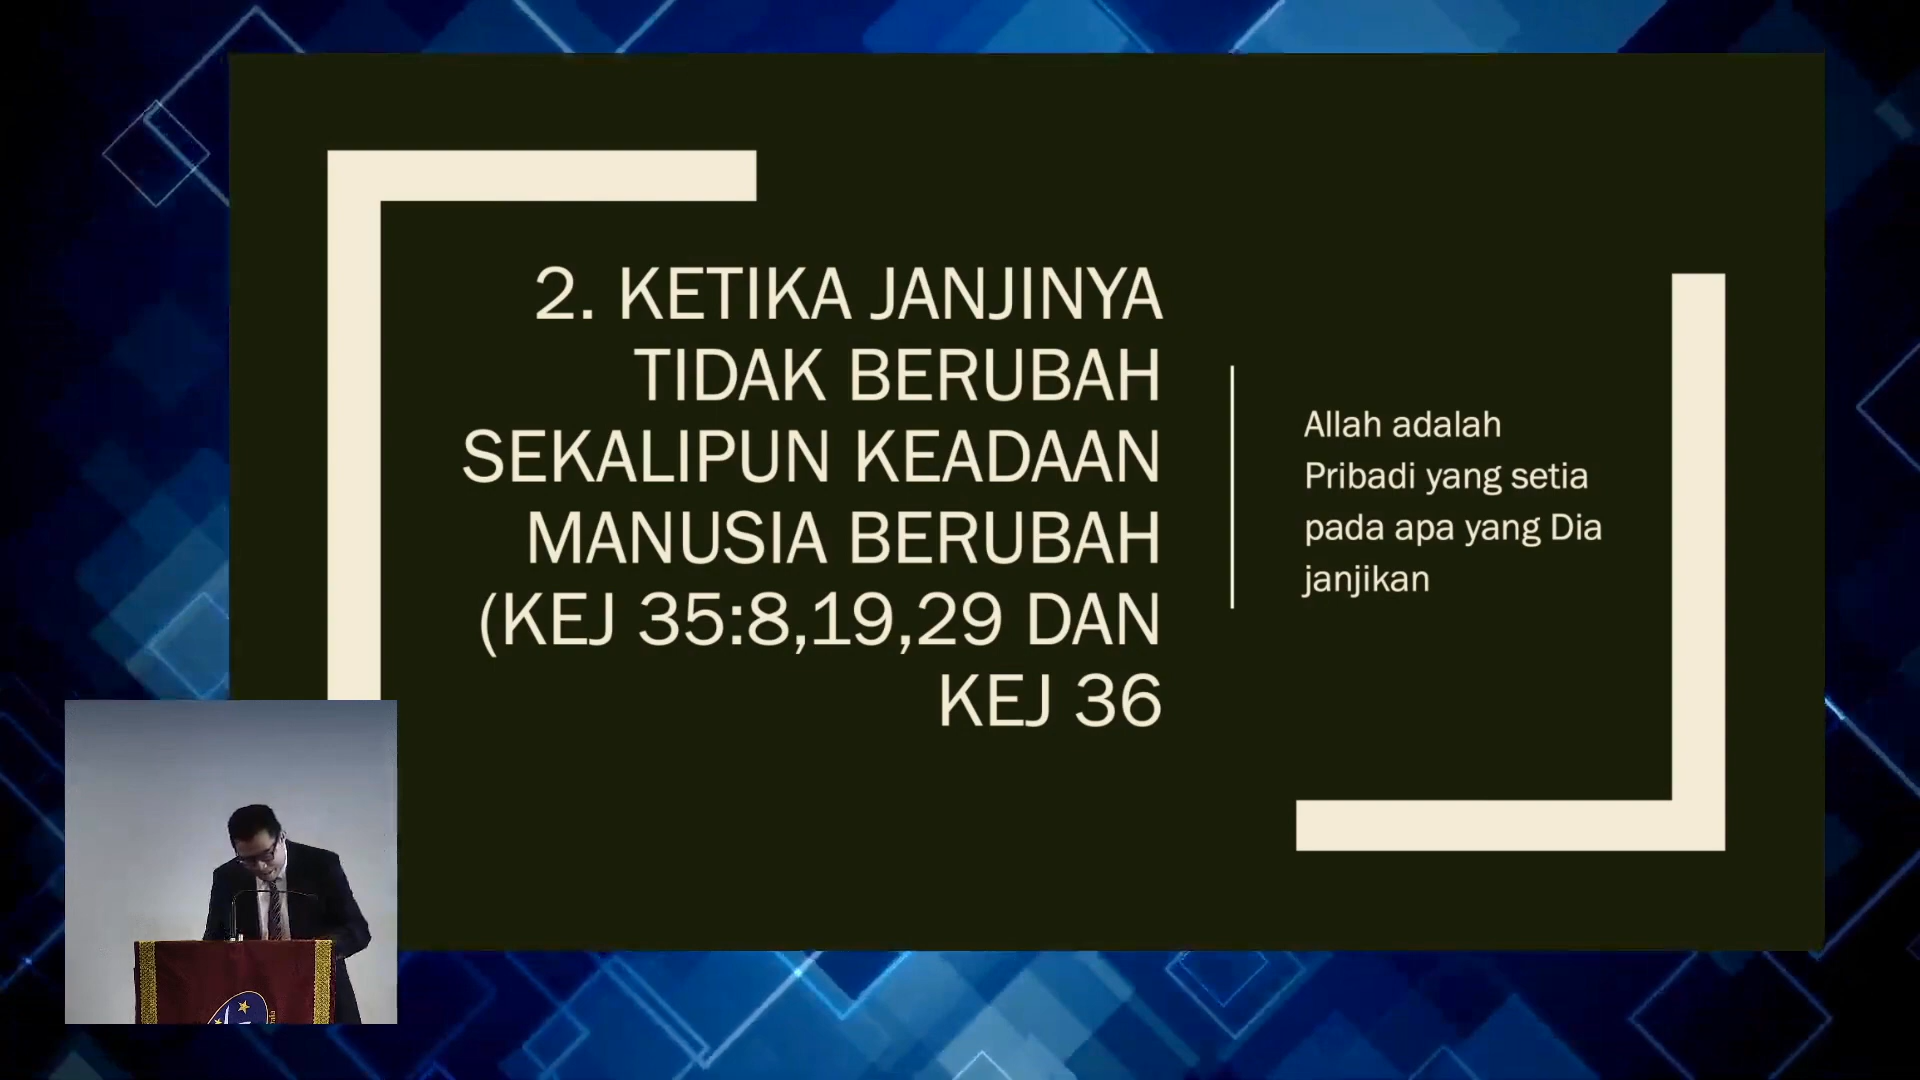 2. KETIKA JANJINYA
TIDAK BERUBAH
SEKALIPUN KEADAAN
MANUSIA BERUBAH
(KEJ 35:8,19,29 DAN
KEJ 36
Allah adalah
Pribadi yang setia
pada apa yang Dia
janjikan